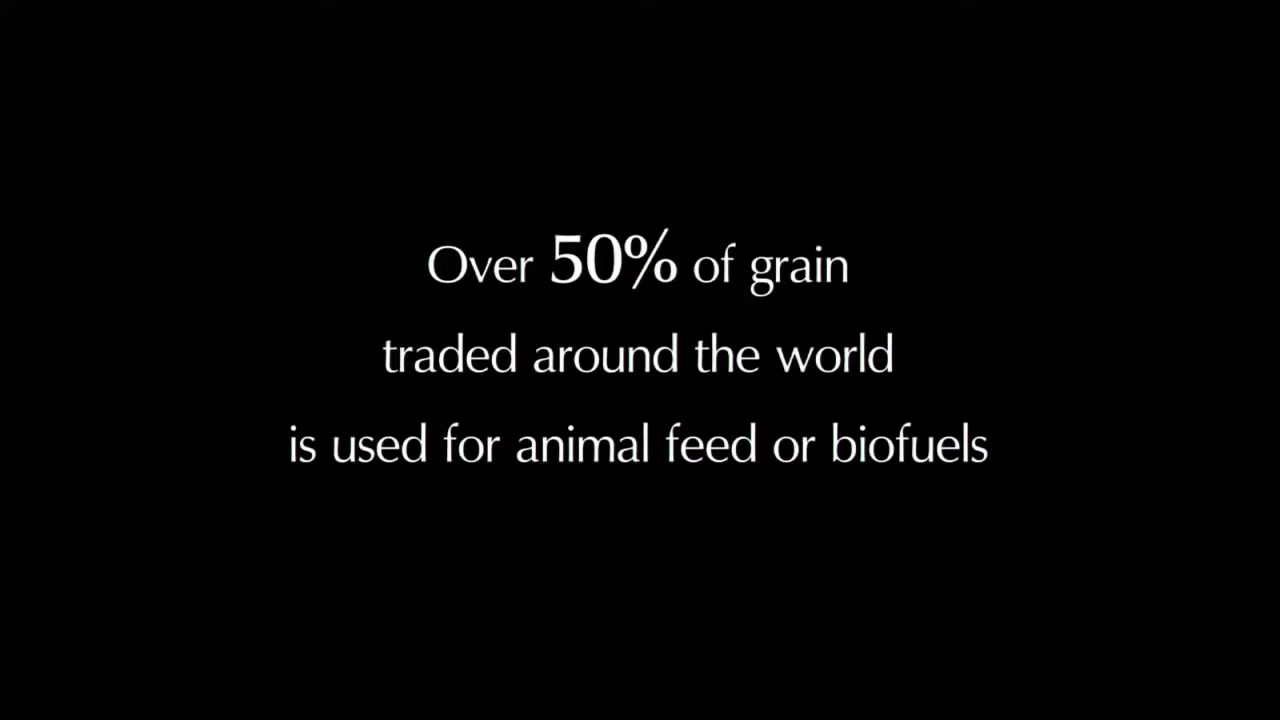 Over 50% of grain
traded around the world
is used for animal feed or biofuels